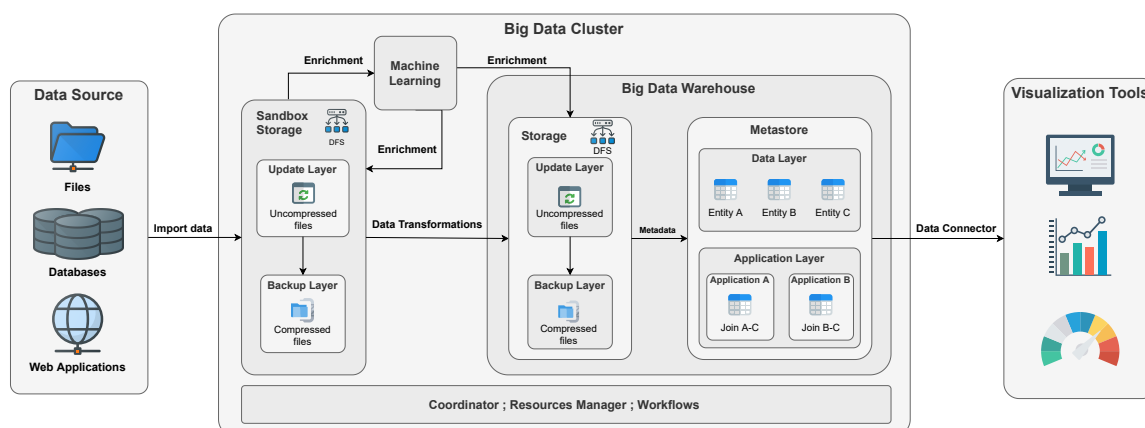 Big Data Cluster
Data Source
Files
Databases
Web Applications
Import data
Enrichment
Machine
Learning
Enrichment
Enrichment
Sandbox
Storage
DFS
Update Layer
Uncompressed
files
Backup Layer
Compressed
files
Data Transformations
Big Data Warehouse
Storage
DFS
Update Layer
Uncompressed
files
Backup Layer
Compressed
files
Metadata
Metastore
Data Layer
Entity A
Entity B
Entity C
Application Layer
Application A
Join A-C
Application B
Join B-C
Data Connector
Visualization Tools
Coordinator ; Resources Manager ; Workflows